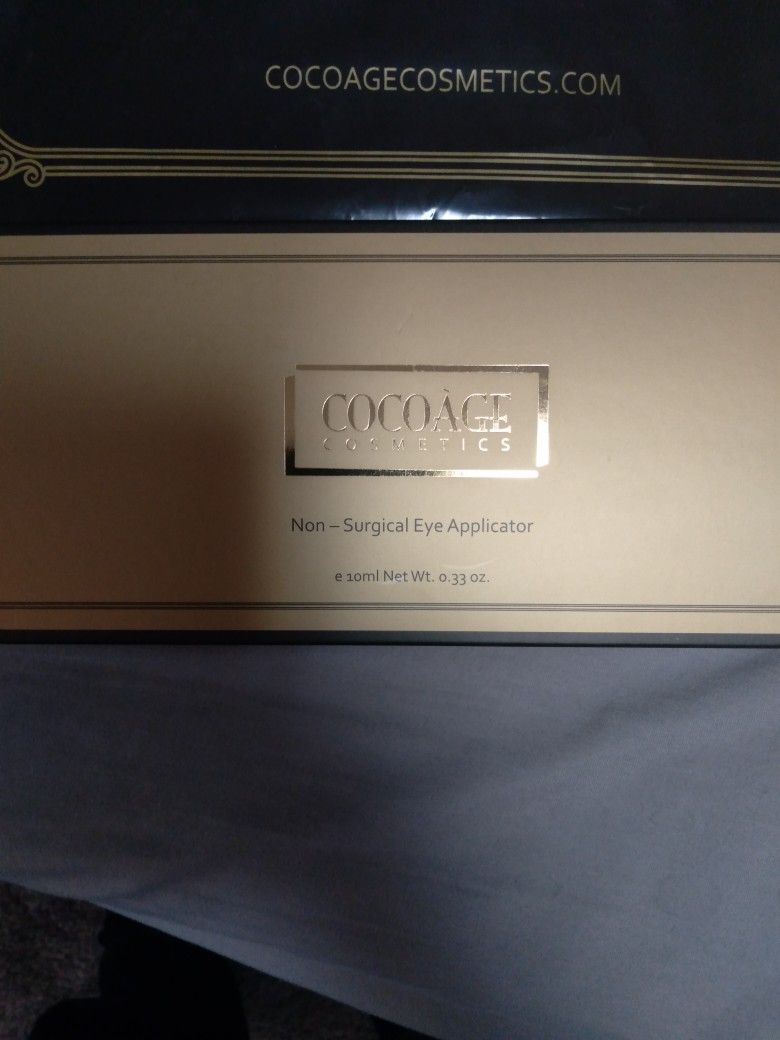 COCOAGECOSMETICS.COM
COCOÀGE
COSMETICS
Non – Surgical Eye Applicator
e 10ml Net Wt. 0.33 oz.